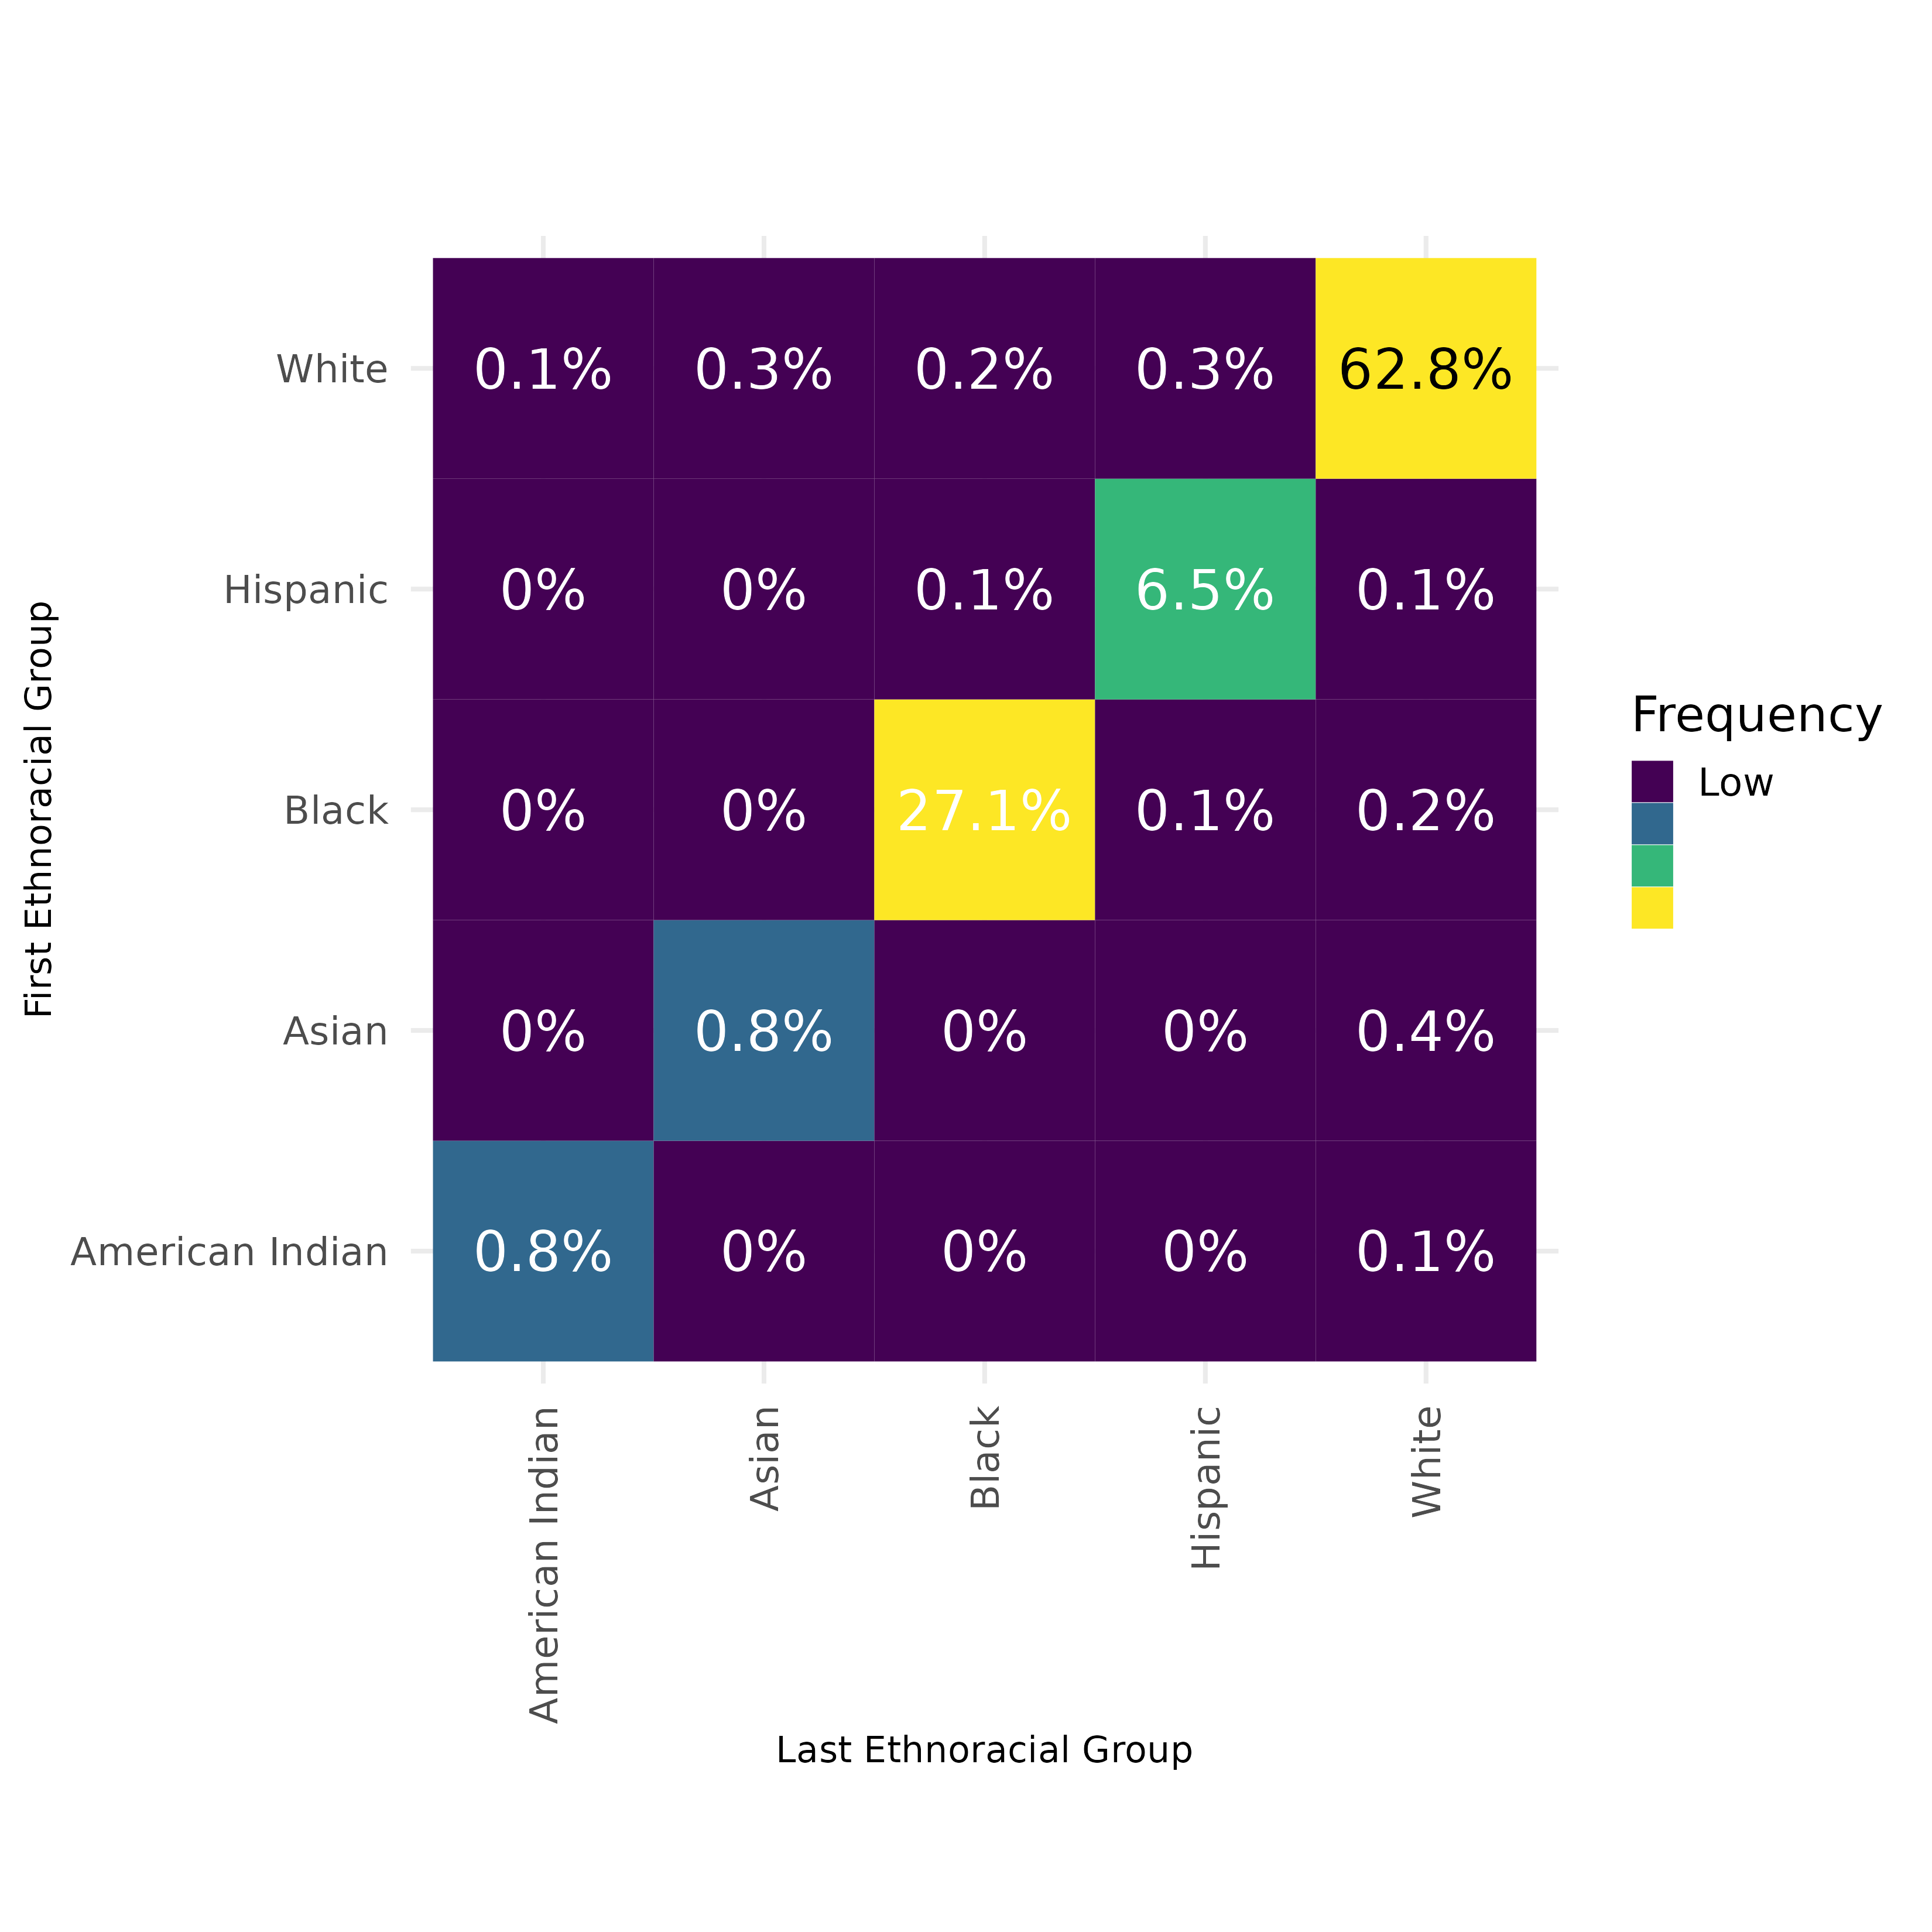 White 0.1% 0.3% 0.2% 0.3% 62.8%
Hispanic 0% 0% 0.1% 6.5% 0.1%
Black 0% 0% 27.1% 0.1% 0.2%
Asian 0% 0.8% 0% 0% 0.4%
American Indian 0.8% 0% 0% 0% 0.1%
First Ethnoracial Group
American Indian
Asian
Black
Hispanic
White
Last Ethnoracial Group
Frequency
Low